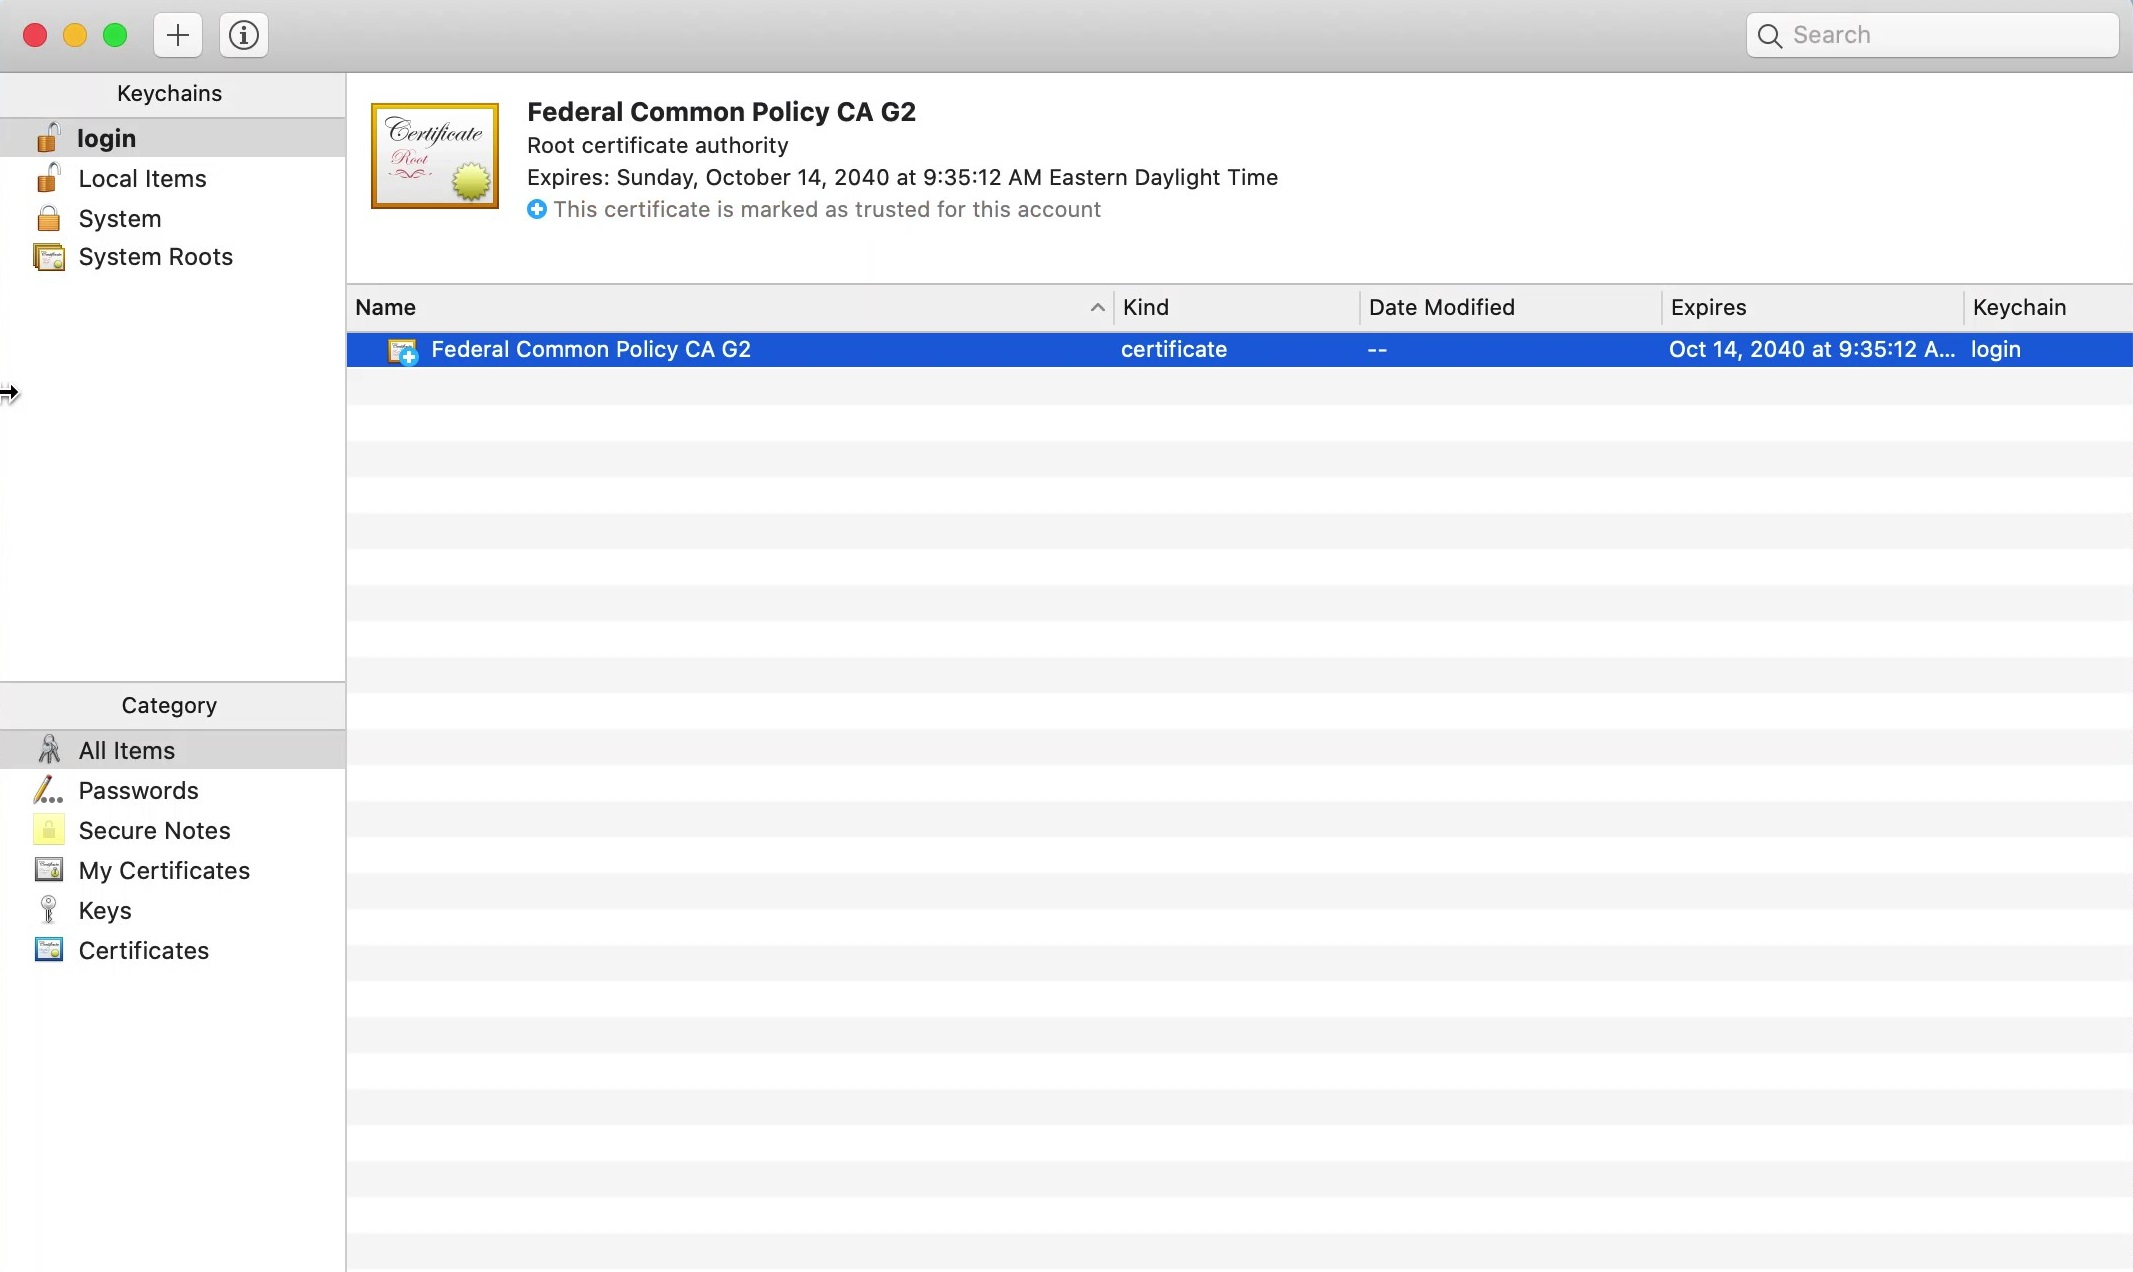 Search
Keychains
login
Local Items
System
System Roots
Certificate
Root
Federal Common Policy CA G2
Root certificate authority
Expires: Sunday, October 14, 2040 at 9:35:12 AM Eastern Daylight Time
This certificate is marked as trusted for this account
Name Kind Date Modified Expires Keychain
Federal Common Policy CA G2 certificate -- Oct 14, 2040 at 9:35:12 A... login
Category
All Items
Passwords
Secure Notes
My Certificates
Keys
Certificates